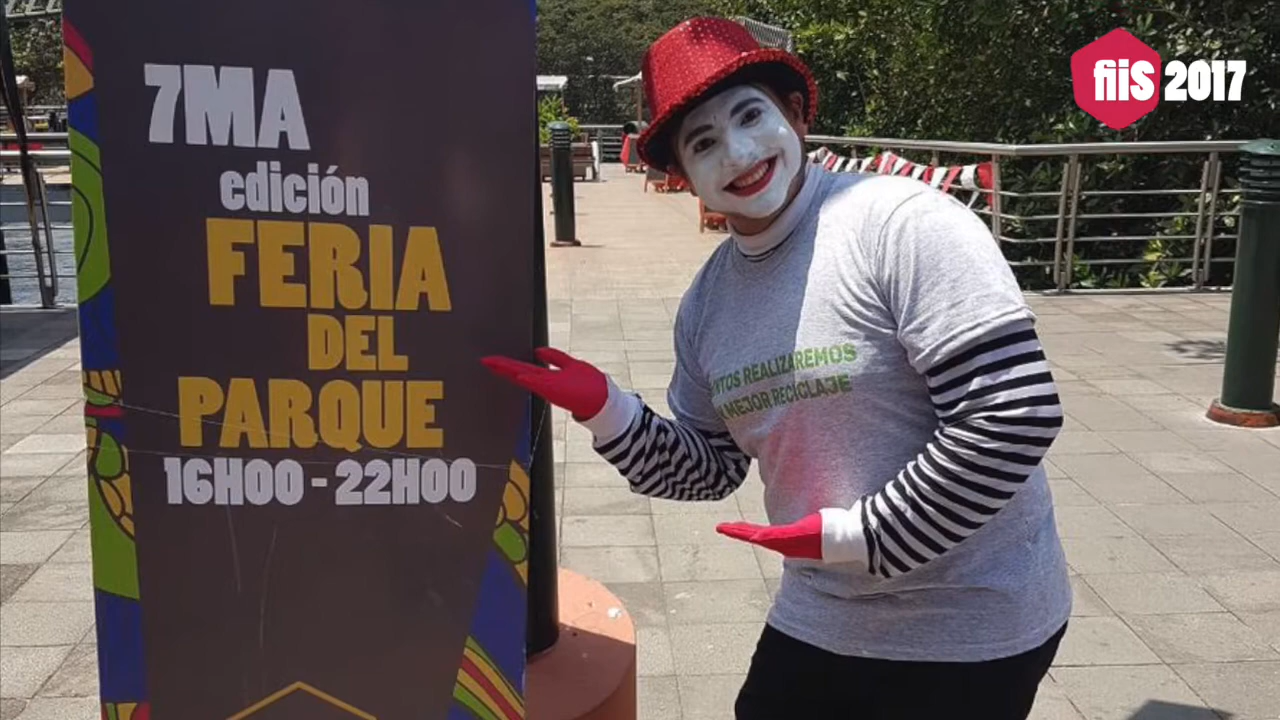 7MA
edición
FERIA
DEL
PARQUE
16H00 - 22H00
fiiS 2017
REALIZAREMOS
MEJOR RECICLAJE